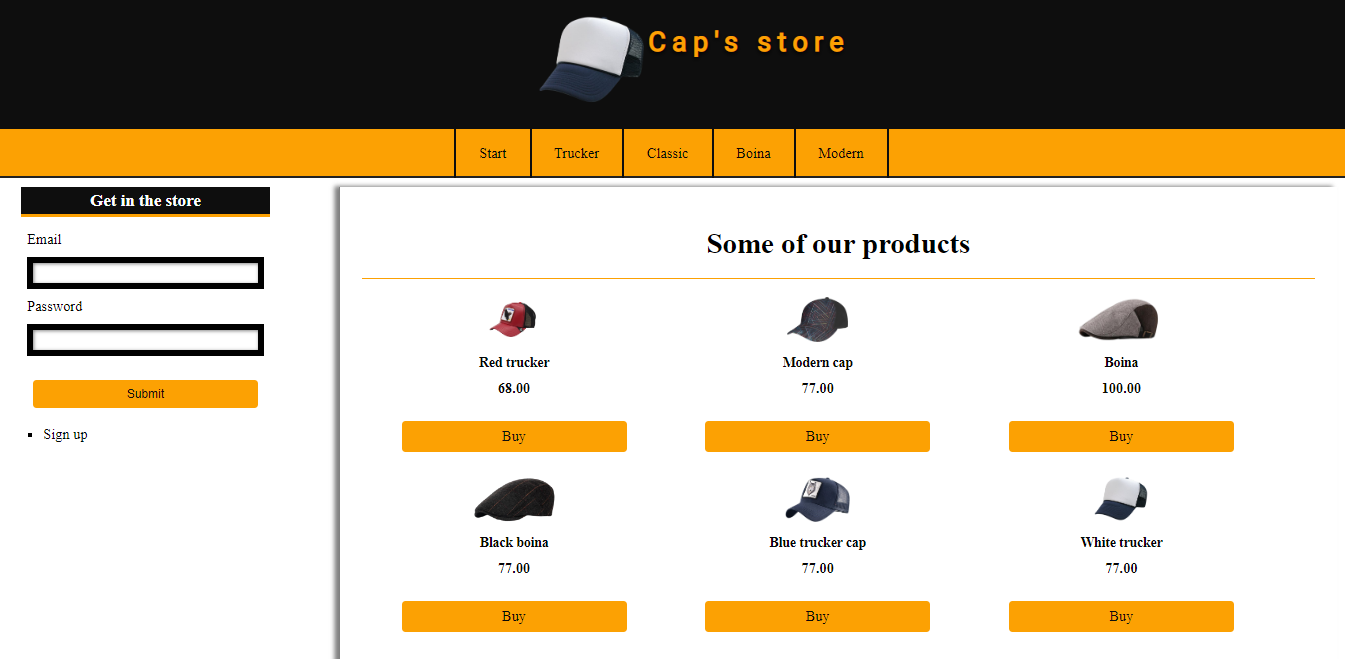 Cap's store
Start Trucker Classic Boina Modern
Get in the store
Email
Password
Submit
Sign up
Some of our products
Red trucker Modern cap Boina
68.00 77.00 100.00
Buy Buy Buy
Black boina Blue trucker cap White trucker
77.00 77.00 77.00
Buy Buy Buy